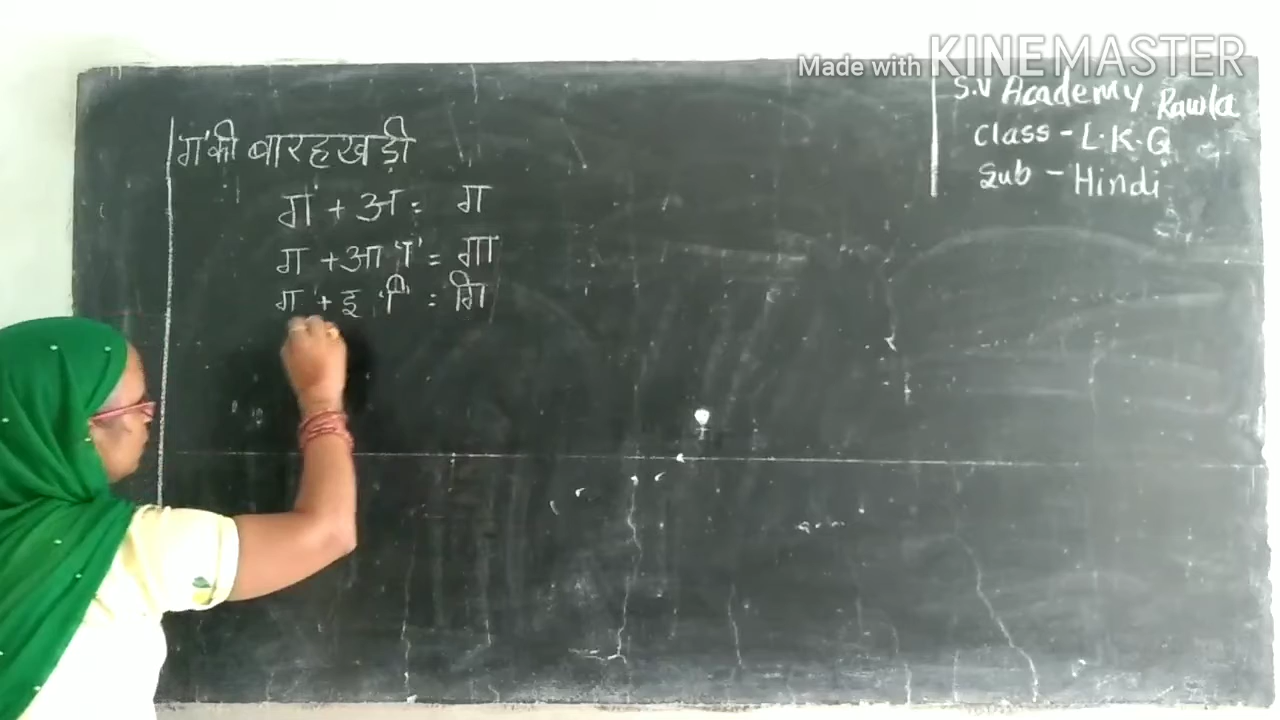 Made with KINEMASTER
S.V Academy Rawla
Class - L.K.G
Sub - Hindi
'ग' की बारहखड़ी
ग + अ = ग
ग + आ 'ा' = गा
ग + इ 'ि' = गि